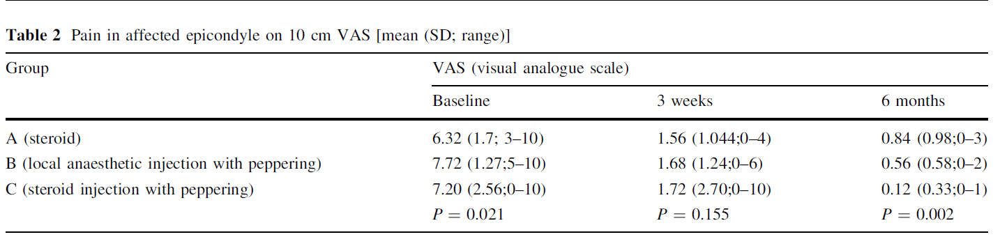 Table 2 Pain in affected epicondyle on 10 cm VAS [mean (SD; range)]
Group VAS (visual analogue scale)
Baseline 3 weeks 6 months
A (steroid) 6.32 (1.7; 3–10) 1.56 (1.044;0–4) 0.84 (0.98;0–3)
B (local anaesthetic injection with peppering) 7.72 (1.27;5–10) 1.68 (1.24;0–6) 0.56 (0.58;0–2)
C (steroid injection with peppering) 7.20 (2.56;0–10) 1.72 (2.70;0–10) 0.12 (0.33;0–1)
P = 0.021 P = 0.155 P = 0.002